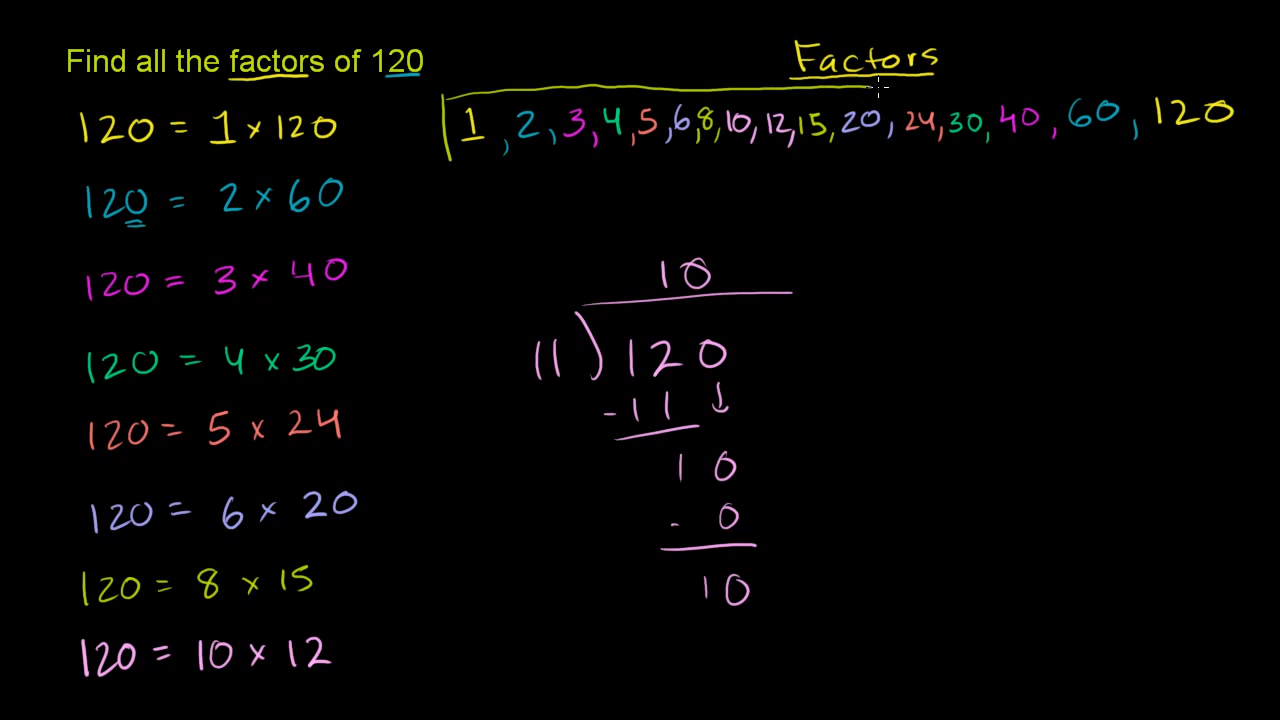 Find all the factors of 120
Factors
1, 2, 3, 4, 5, 6, 8, 10, 12, 15, 20, 24, 30, 40, 60, 120
120 = 1 × 120
120 = 2 × 60
120 = 3 × 40
120 = 4 × 30
120 = 5 × 24
120 = 6 × 20
120 = 8 × 15
120 = 10 × 12
10
11 ) 120
- 11 ↓
10
- 0
10